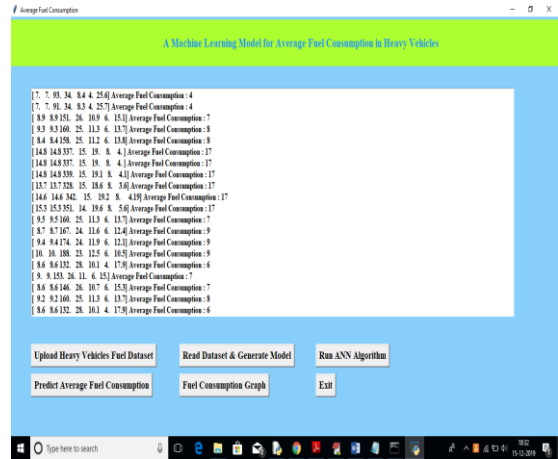 Average Fuel Consumption
A Machine Learning Model for Average Fuel Consumption in Heavy Vehicles
[ 7. 7. 93. 34. 8.4 4. 25.6] Average Fuel Consumption : 4
[ 7. 7. 91. 34. 8.3 4. 25.7] Average Fuel Consumption : 4
[ 8.9 8.9 151. 26. 10.9 6. 15.1] Average Fuel Consumption : 7
[ 9.3 9.3 160. 25. 11.3 6. 13.7] Average Fuel Consumption : 8
[ 8.4 8.4 158. 25. 11.2 6. 13.8] Average Fuel Consumption : 8
[14.8 14.8 337. 15. 19. 8. 4. ] Average Fuel Consumption : 17
[14.8 14.8 337. 15. 19. 8. 4. ] Average Fuel Consumption : 17
[14.8 14.8 339. 15. 19.1 8. 4.1] Average Fuel Consumption : 17
[13.7 13.7 328. 15. 18.6 8. 3.6] Average Fuel Consumption : 17
[14.6 14.6 342. 15. 19.2 8. 4.19] Average Fuel Consumption : 17
[15.3 15.3 351. 14. 19.6 8. 5.6] Average Fuel Consumption : 17
[ 9.5 9.5 160. 25. 11.3 6. 13.7] Average Fuel Consumption : 7
[ 8.7 8.7 167. 24. 11.6 6. 12.4] Average Fuel Consumption : 9
[ 9.4 9.4 174. 24. 11.9 6. 12.1] Average Fuel Consumption : 9
[10. 10. 188. 23. 12.5 6. 10.5] Average Fuel Consumption : 9
[ 8.6 8.6 132. 28. 10.1 4. 17.9] Average Fuel Consumption : 6
[ 9. 9. 153. 26. 11. 6. 15.] Average Fuel Consumption : 7
[ 8.6 8.6 146. 26. 10.7 6. 15.3] Average Fuel Consumption : 7
[ 9.2 9.2 160. 25. 11.3 6. 13.7] Average Fuel Consumption : 8
[ 8.6 8.6 132. 28. 10.1 4. 17.9] Average Fuel Consumption : 6
Upload Heavy Vehicles Fuel Dataset
Read Dataset & Generate Model
Run ANN Algorithm
Predict Average Fuel Consumption
Fuel Consumption Graph
Exit
Type here to search
18:32
15-12-2019